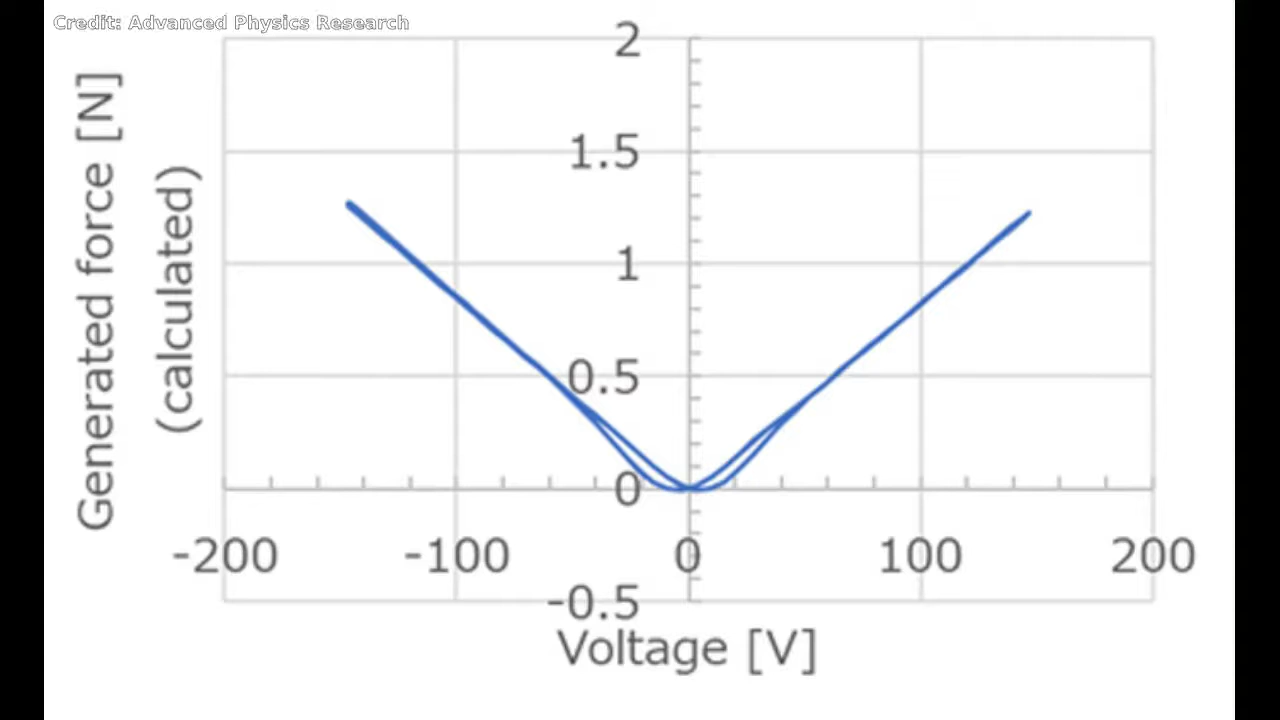 Credit: Advanced Physics Research
Generated force [N]
(calculated)
2
1.5
1
0.5
0
-0.5
-200 -100 0 100 200
Voltage [V]